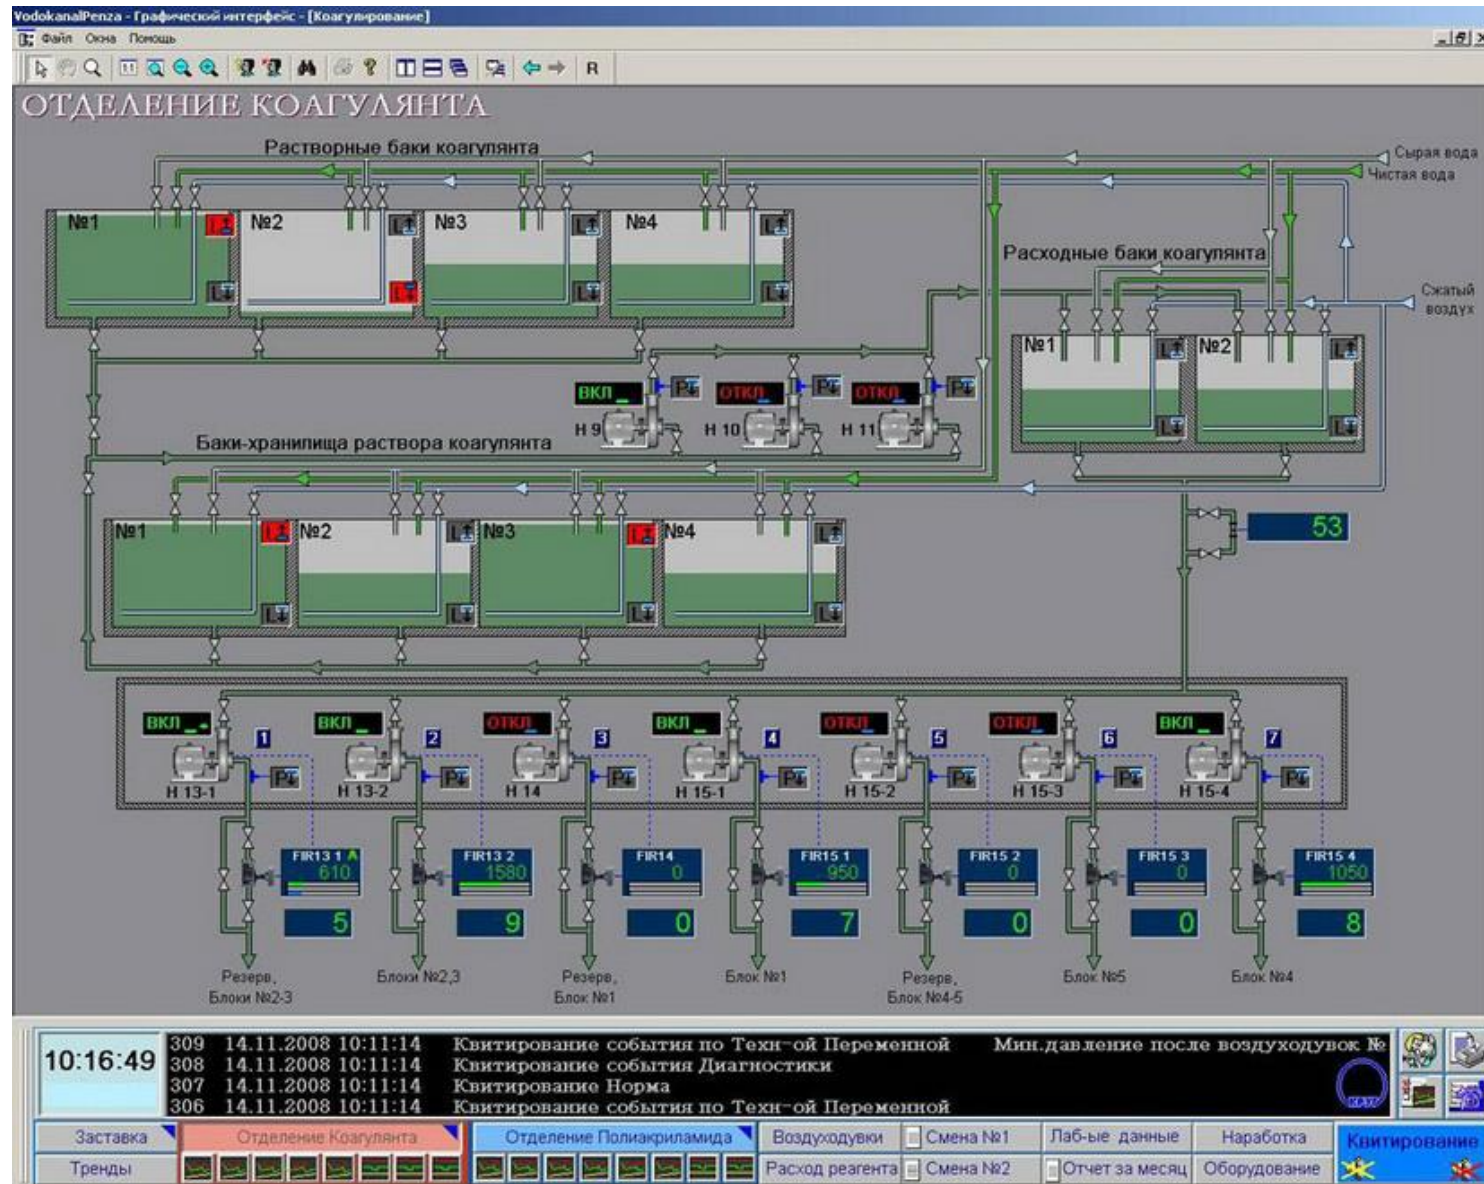 VodokanalPenza - Графический интерфейс - [Коагулирование]
Файл Окна Помощь
1:1 R
ОТДЕЛЕНИЕ КОАГУЛЯНТА
Растворные баки коагулянта
Сырая вода
Чистая вода
№1 №2 №3 №4
Расходные баки коагулянта
Сжатый
воздух
№1 №2
ВКЛ ОТКЛ ОТКЛ
Н 9 Н 10 Н 11
Баки-хранилища раствора коагулянта
№1 №2 №3 №4
53
ВКЛ ВКЛ ОТКЛ ВКЛ ОТКЛ ОТКЛ ВКЛ
1 2 3 4 5 6 7
Н 13-1 Н 13-2 Н 14 Н 15-1 Н 15-2 Н 15-3 Н 15-4
FIR13 1 A FIR13 2 FIR14 FIR15 1 FIR15 2 FIR15 3 FIR15 4
610 1580 0 950 0 0 1050
5 9 0 7 0 0 8
Резерв, Блоки №2,3 Резерв, Блок №1 Резерв, Блок №5 Блок №4
Блоки №2-3 Блок №1 Блок №4-5
10:16:49
309 14.11.2008 10:11:14 Квитирование события по Техн-ой Переменной Мин.давление после воздуходувок №
308 14.11.2008 10:11:14 Квитирование события Диагностики
307 14.11.2008 10:11:14 Квитирование Норма
306 14.11.2008 10:11:14 Квитирование события по Техн-ой Переменной
КРУГ
Заставка Отделение Коагулянта Отделение Полиакриламида Воздуходувки Смена №1 Лаб-ые данные Наработка Квитирование
Тренды Расход реагента Смена №2 Отчет за месяц Оборудование